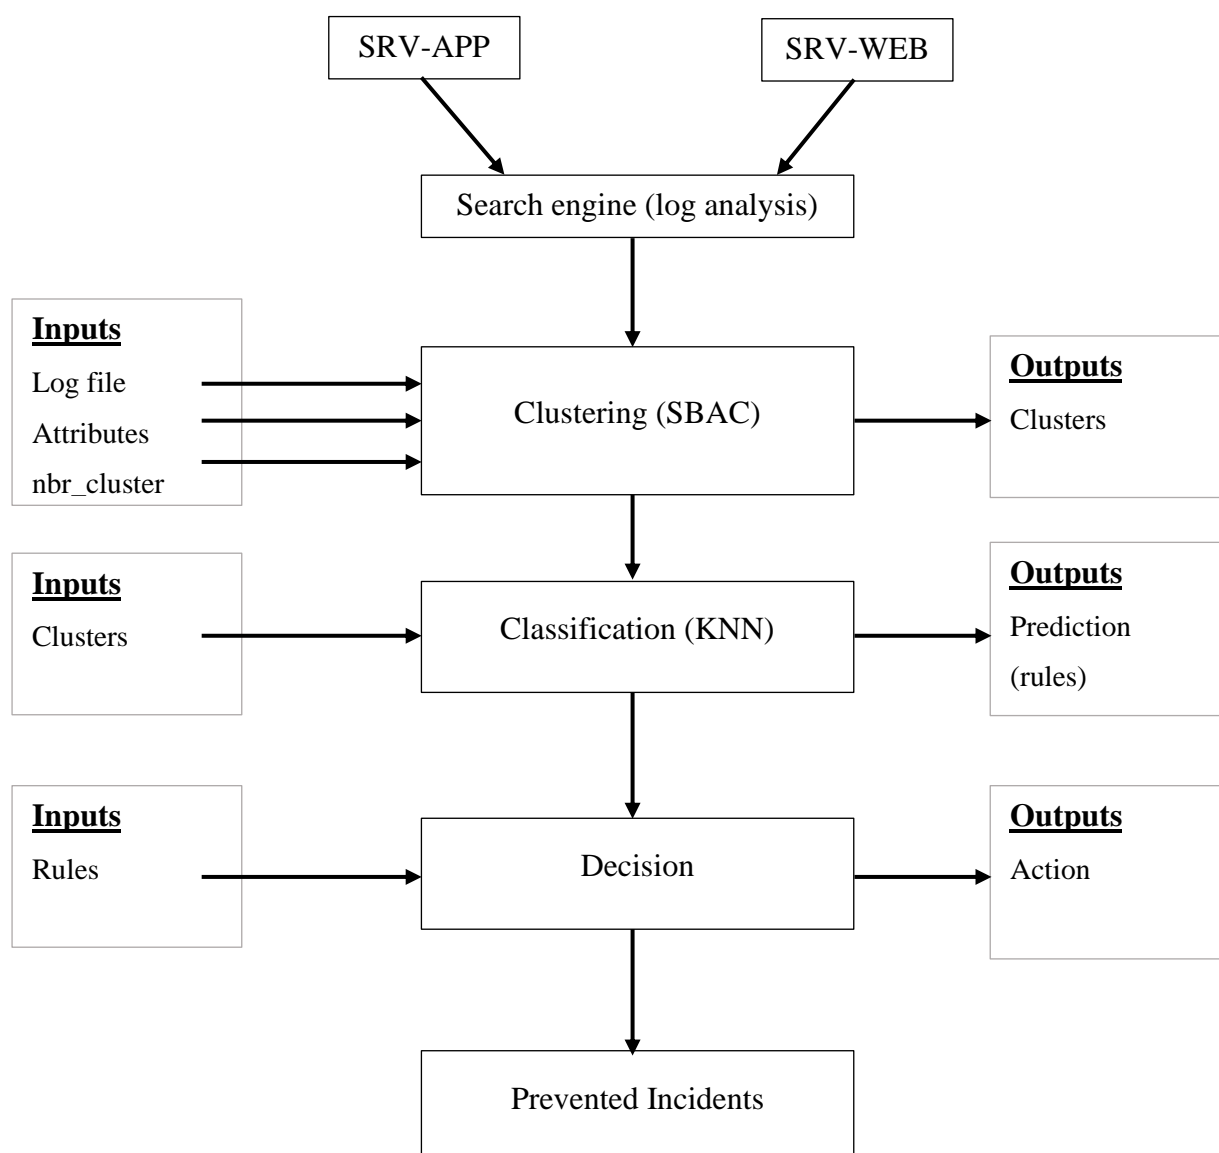 SRV-APP
SRV-WEB
Search engine (log analysis)
Inputs
Log file
Attributes
nbr_cluster
Clustering (SBAC)
Outputs
Clusters
Inputs
Clusters
Classification (KNN)
Outputs
Prediction
(rules)
Inputs
Rules
Decision
Outputs
Action
Prevented Incidents